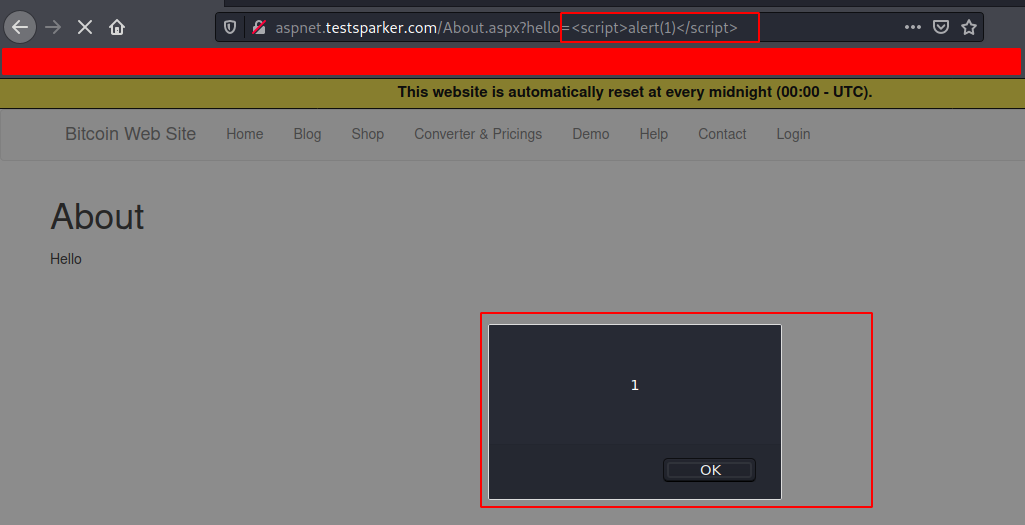 aspnet.testsparker.com/About.aspx?hello=<script>alert(1)</script>
This website is automatically reset at every midnight (00:00 - UTC).
Bitcoin Web Site Home Blog Shop Converter & Pricings Demo Help Contact Login
About
Hello
1
OK